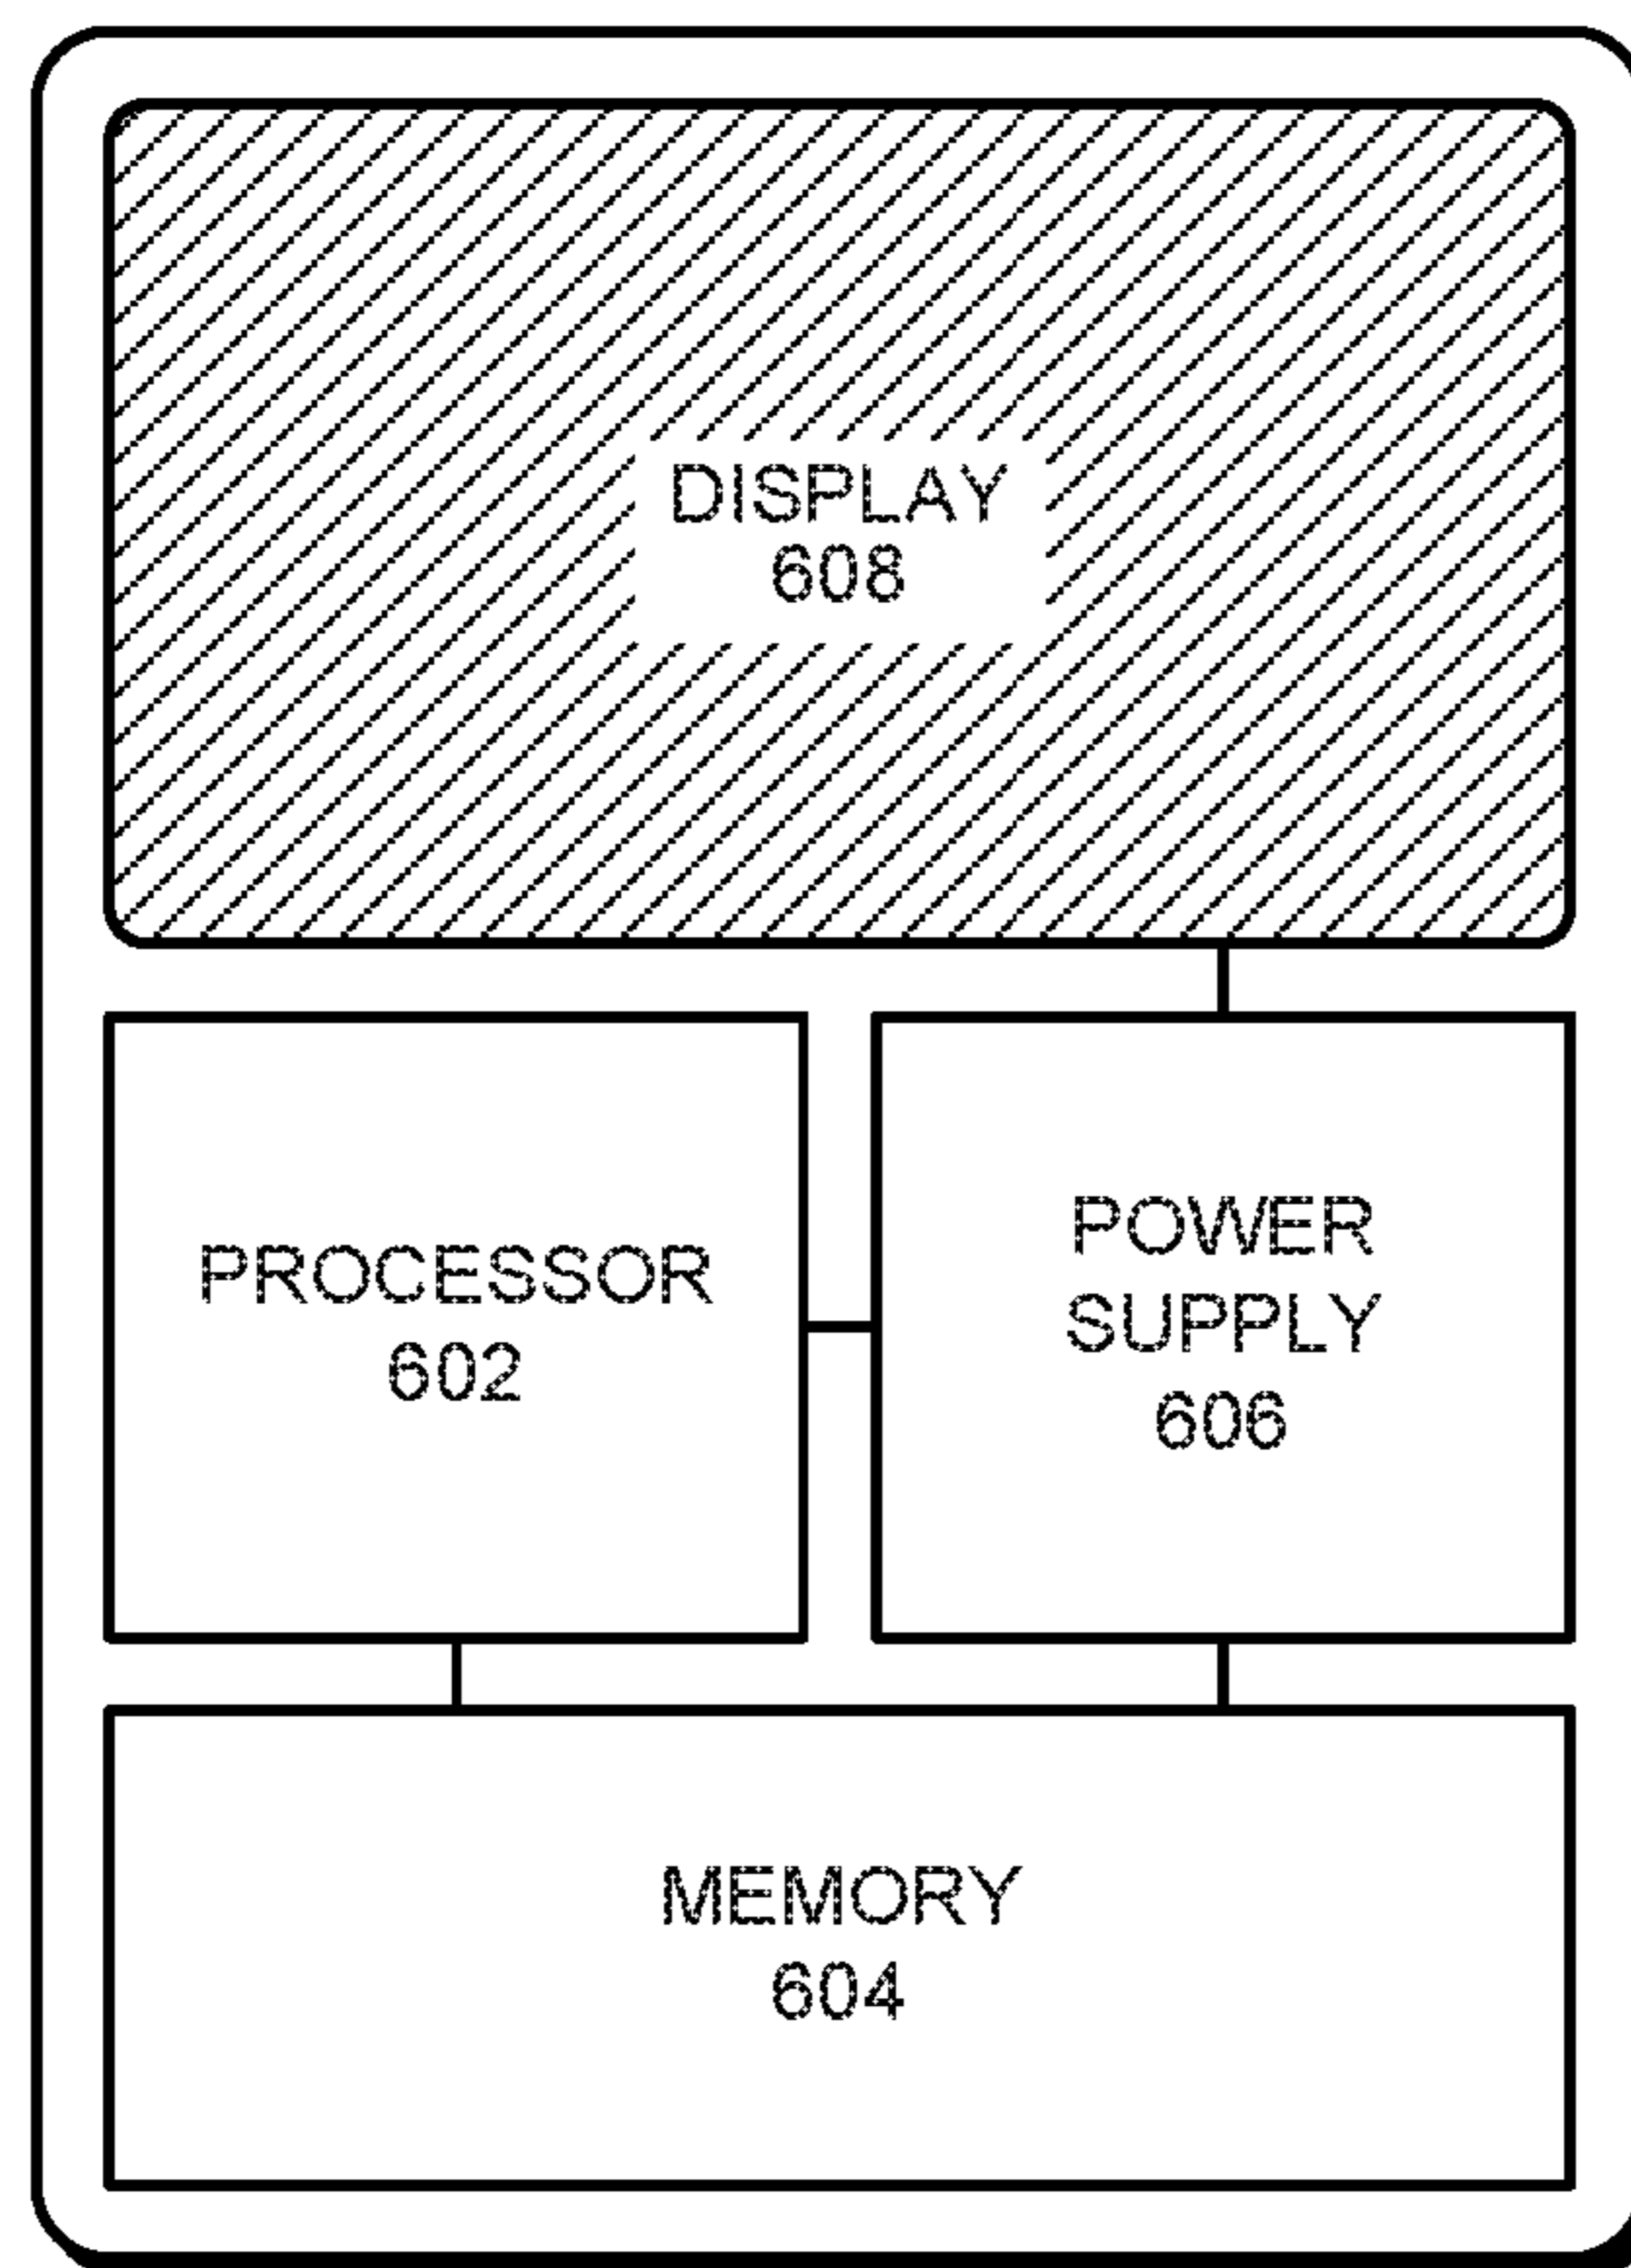 DISPLAY
608
PROCESSOR
602
POWER
SUPPLY
606
MEMORY
604